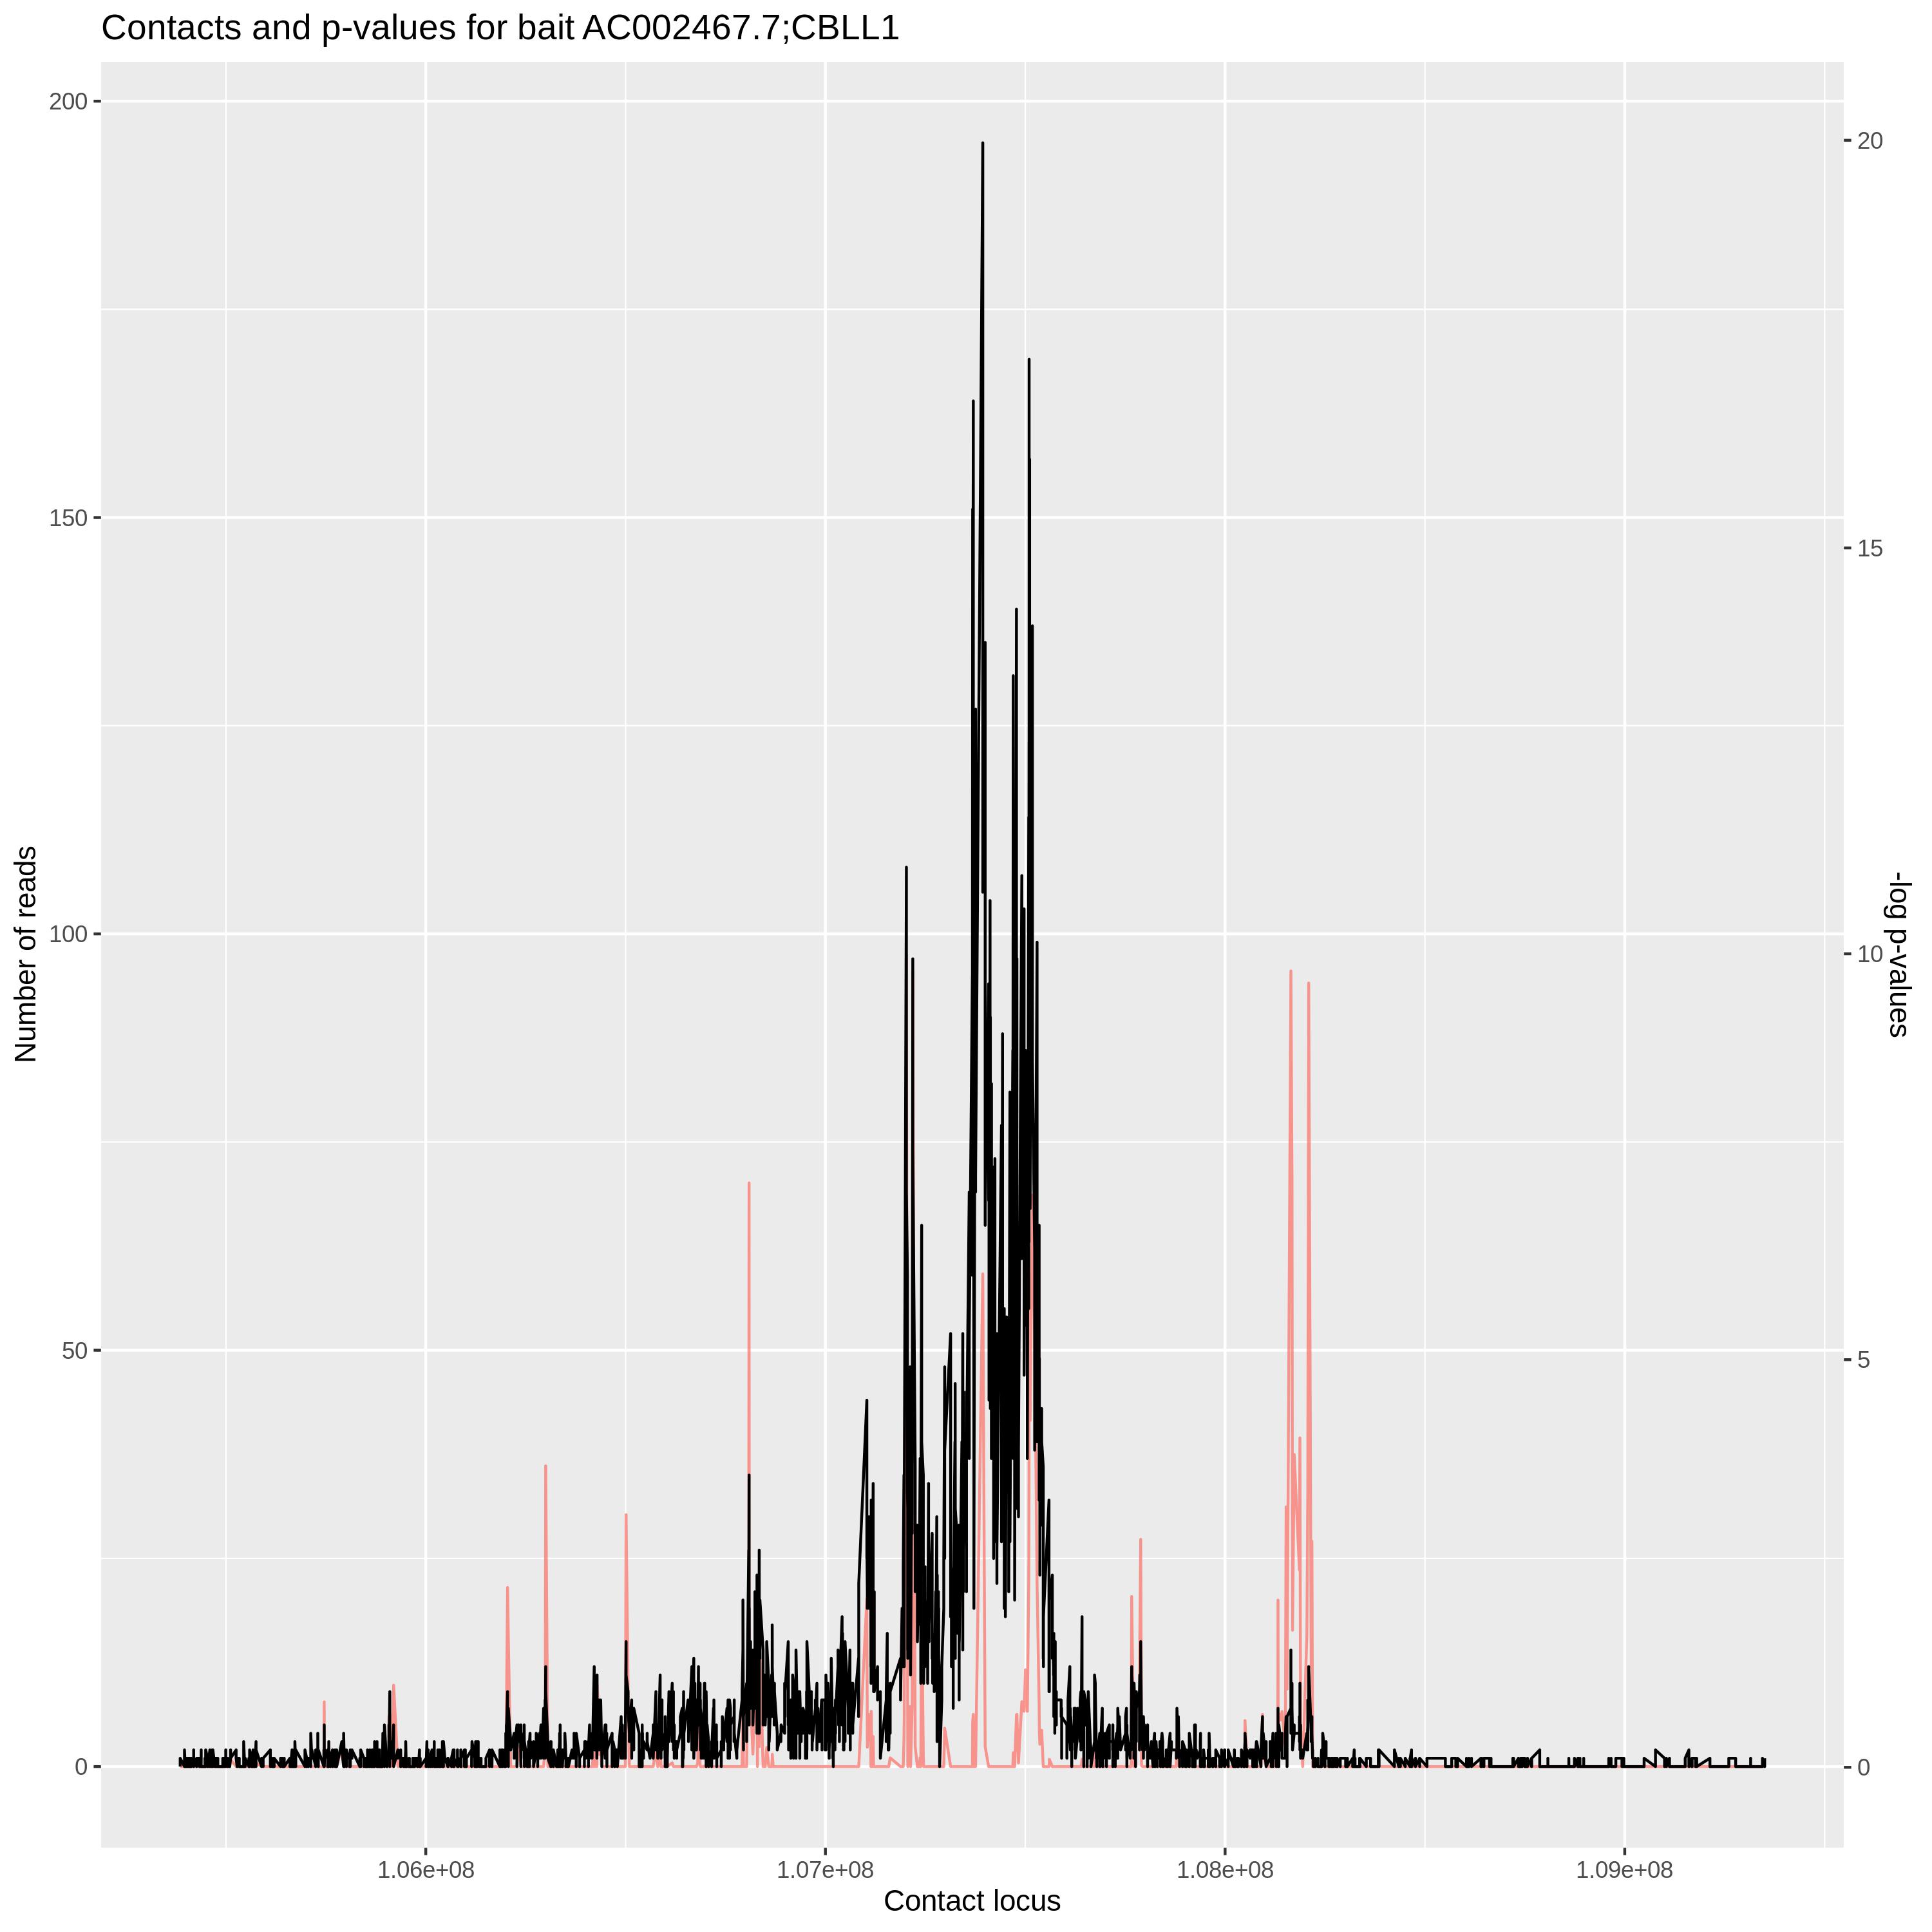 Contacts and p-values for bait AC002467.7;CBLL1
200
150
100
50
0
Number of reads
20
15
10
5
0
-log p-values
1.06e+08
1.07e+08
1.08e+08
1.09e+08
Contact locus